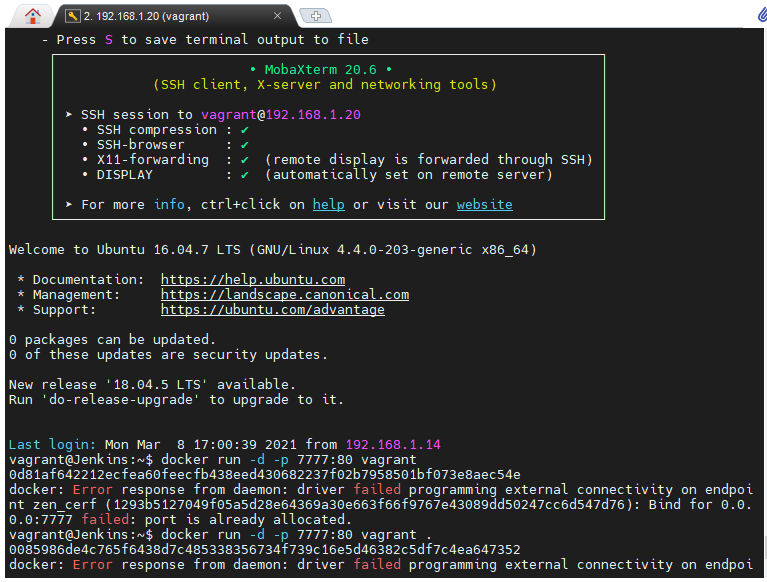 2. 192.168.1.20 (vagrant)
- Press S to save terminal output to file
• MobaXterm 20.6 •
(SSH client, X-server and networking tools)
➤ SSH session to vagrant@192.168.1.20
• SSH compression : ✔
• SSH-browser : ✔
• X11-forwarding : ✔ (remote display is forwarded through SSH)
• DISPLAY : ✔ (automatically set on remote server)
➤ For more info, ctrl+click on help or visit our website
Welcome to Ubuntu 16.04.7 LTS (GNU/Linux 4.4.0-203-generic x86_64)
* Documentation: https://help.ubuntu.com
* Management: https://landscape.canonical.com
* Support: https://ubuntu.com/advantage
0 packages can be updated.
0 of these updates are security updates.
New release '18.04.5 LTS' available.
Run 'do-release-upgrade' to upgrade to it.
Last login: Mon Mar 8 17:00:39 2021 from 192.168.1.14
vagrant@Jenkins:~$ docker run -d -p 7777:80 vagrant
0d81af642212ecfea60feecfb438eed430682237f02b7958501bf073e8aec54e
docker: Error response from daemon: driver failed programming external connectivity on endpoi
nt zen_cerf (1293b5127049f05a5d28e64369a30e663f66f9767e43089dd50247cc6d547d76): Bind for 0.0.
0.0:7777 failed: port is already allocated.
vagrant@Jenkins:~$ docker run -d -p 7777:80 vagrant .
0085986de4c765f6438d7c485338356734f739c16e5d46382c5df7c4ea647352
docker: Error response from daemon: driver failed programming external connectivity on endpoi